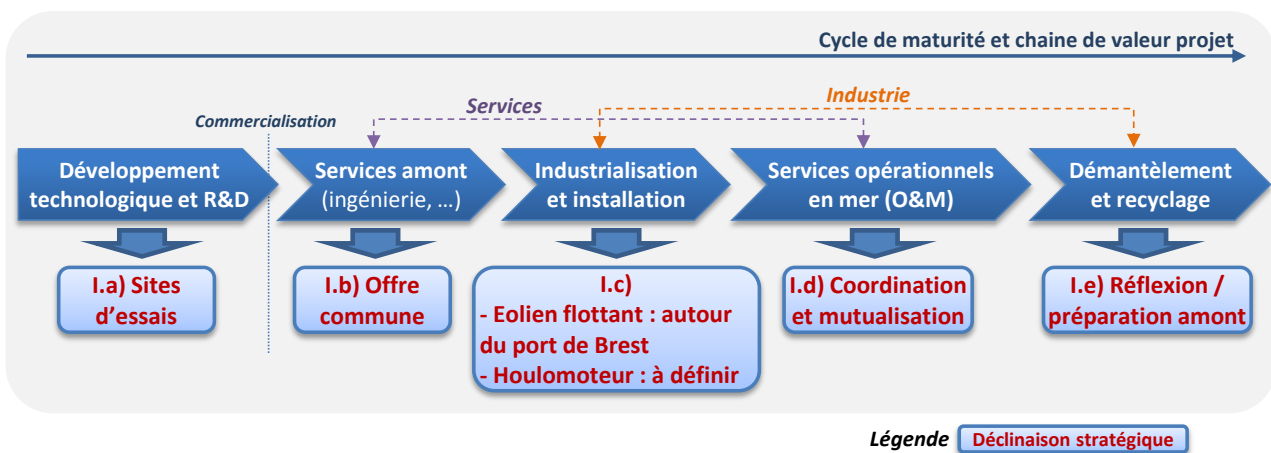 Cycle de maturité et chaine de valeur projet
Industrie
Services
Commercialisation
Développement
technologique et R&D
Services amont
(ingénierie, ...)
Industrialisation
et installation
Services opérationnels
en mer (O&M)
Démantèlement
et recyclage
I.a) Sites
d'essais
I.b) Offre
commune
I.c)
- Eolien flottant : autour
du port de Brest
- Houlomoteur : à définir
I.d) Coordination
et mutualisation
I.e) Réflexion /
préparation amont
Légende
Déclinaison stratégique